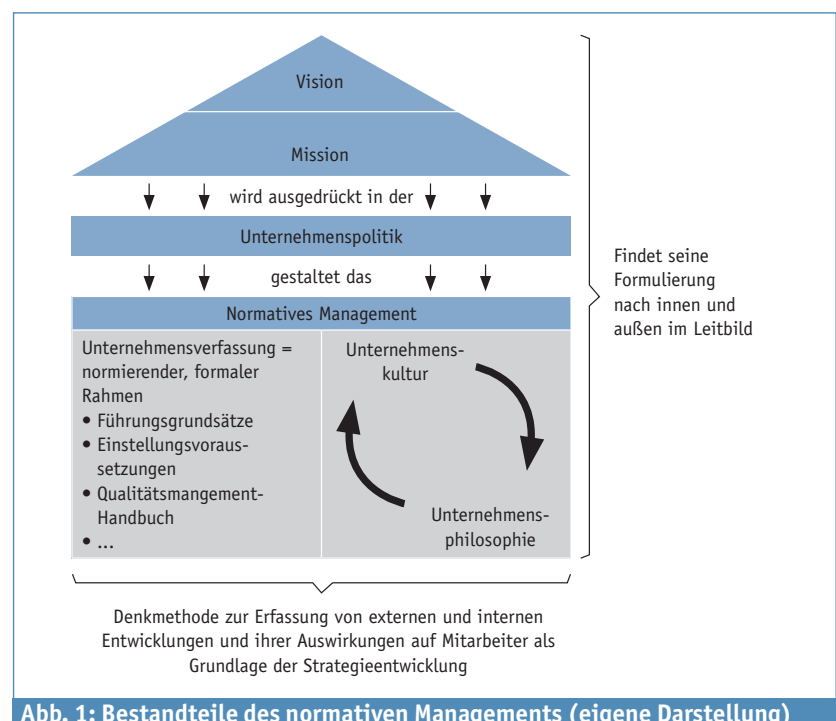 Vision
Mission
wird ausgedrückt in der
Unternehmenspolitik
gestaltet das
Normatives Management
Unternehmensverfassung =
normierender, formaler
Rahmen
• Führungsgrundsätze
• Einstellungsvoraus-
setzungen
• Qualitätsmangement-
Handbuch
• ...
Unternehmens-
kultur
Unternehmens-
philosophie
Findet seine
Formulierung
nach innen und
außen im Leitbild
Denkmethode zur Erfassung von externen und internen
Entwicklungen und ihrer Auswirkungen auf Mitarbeiter als
Grundlage der Strategieentwicklung
Abb. 1: Bestandteile des normativen Managements (eigene Darstellung)